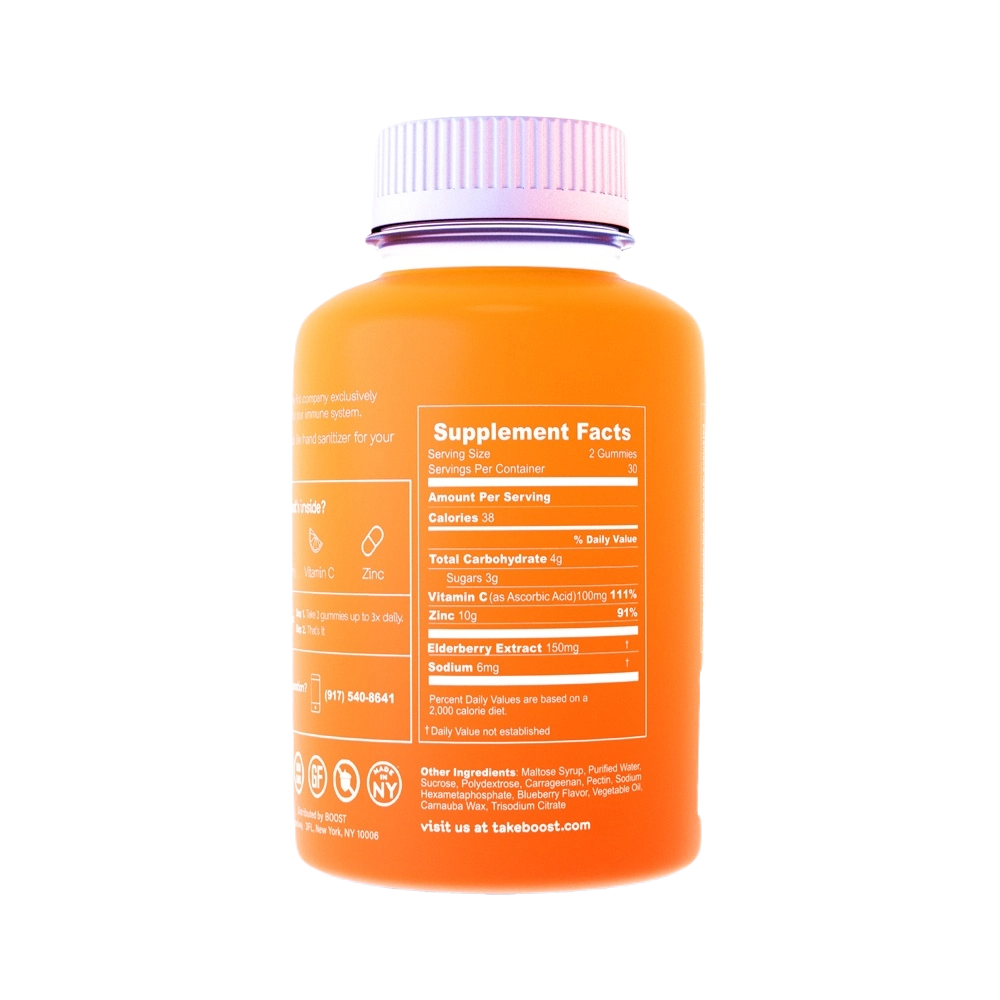 company exclusively
immune system.
hand sanitizer for your
inside?
Vitamin C
Zinc
Step 1. Take 2 gummies up to 3x daily.
Step 2. That's it
(917) 540-8641
GF
MADE
IN
NY
Distributed by BOOST
3FL, New York, NY 10006
Supplement Facts
Serving Size 2 Gummies
Servings Per Container 30
Amount Per Serving
Calories 38
% Daily Value
Total Carbohydrate 4g
Sugars 3g
Vitamin C (as Ascorbic Acid) 100mg 111%
Zinc 10g 91%
Elderberry Extract 150mg †
Sodium 6mg †
Percent Daily Values are based on a
2,000 calorie diet.
† Daily Value not established
Other Ingredients: Maltose Syrup, Purified Water,
Sucrose, Polydextrose, Carrageenan, Pectin, Sodium
Hexametaphosphate, Blueberry Flavor, Vegetable Oil,
Carnauba Wax, Trisodium Citrate
visit us at takeboost.com